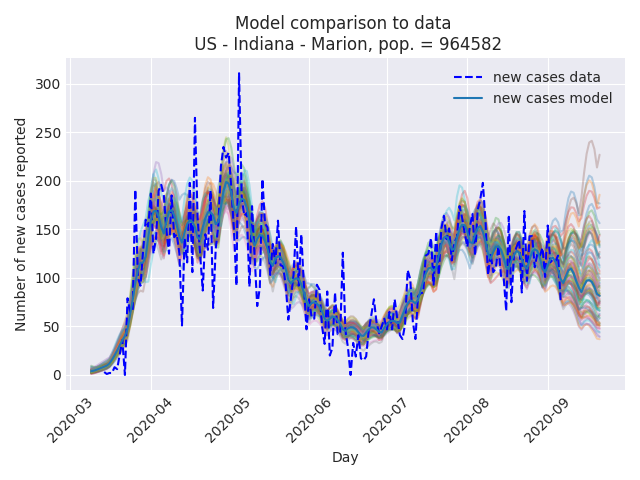 Model comparison to data
US - Indiana - Marion, pop. = 964582
Number of new cases reported
300
250
200
150
100
50
0
new cases data
new cases model
2020-03
2020-04
2020-05
2020-06
2020-07
2020-08
2020-09
Day